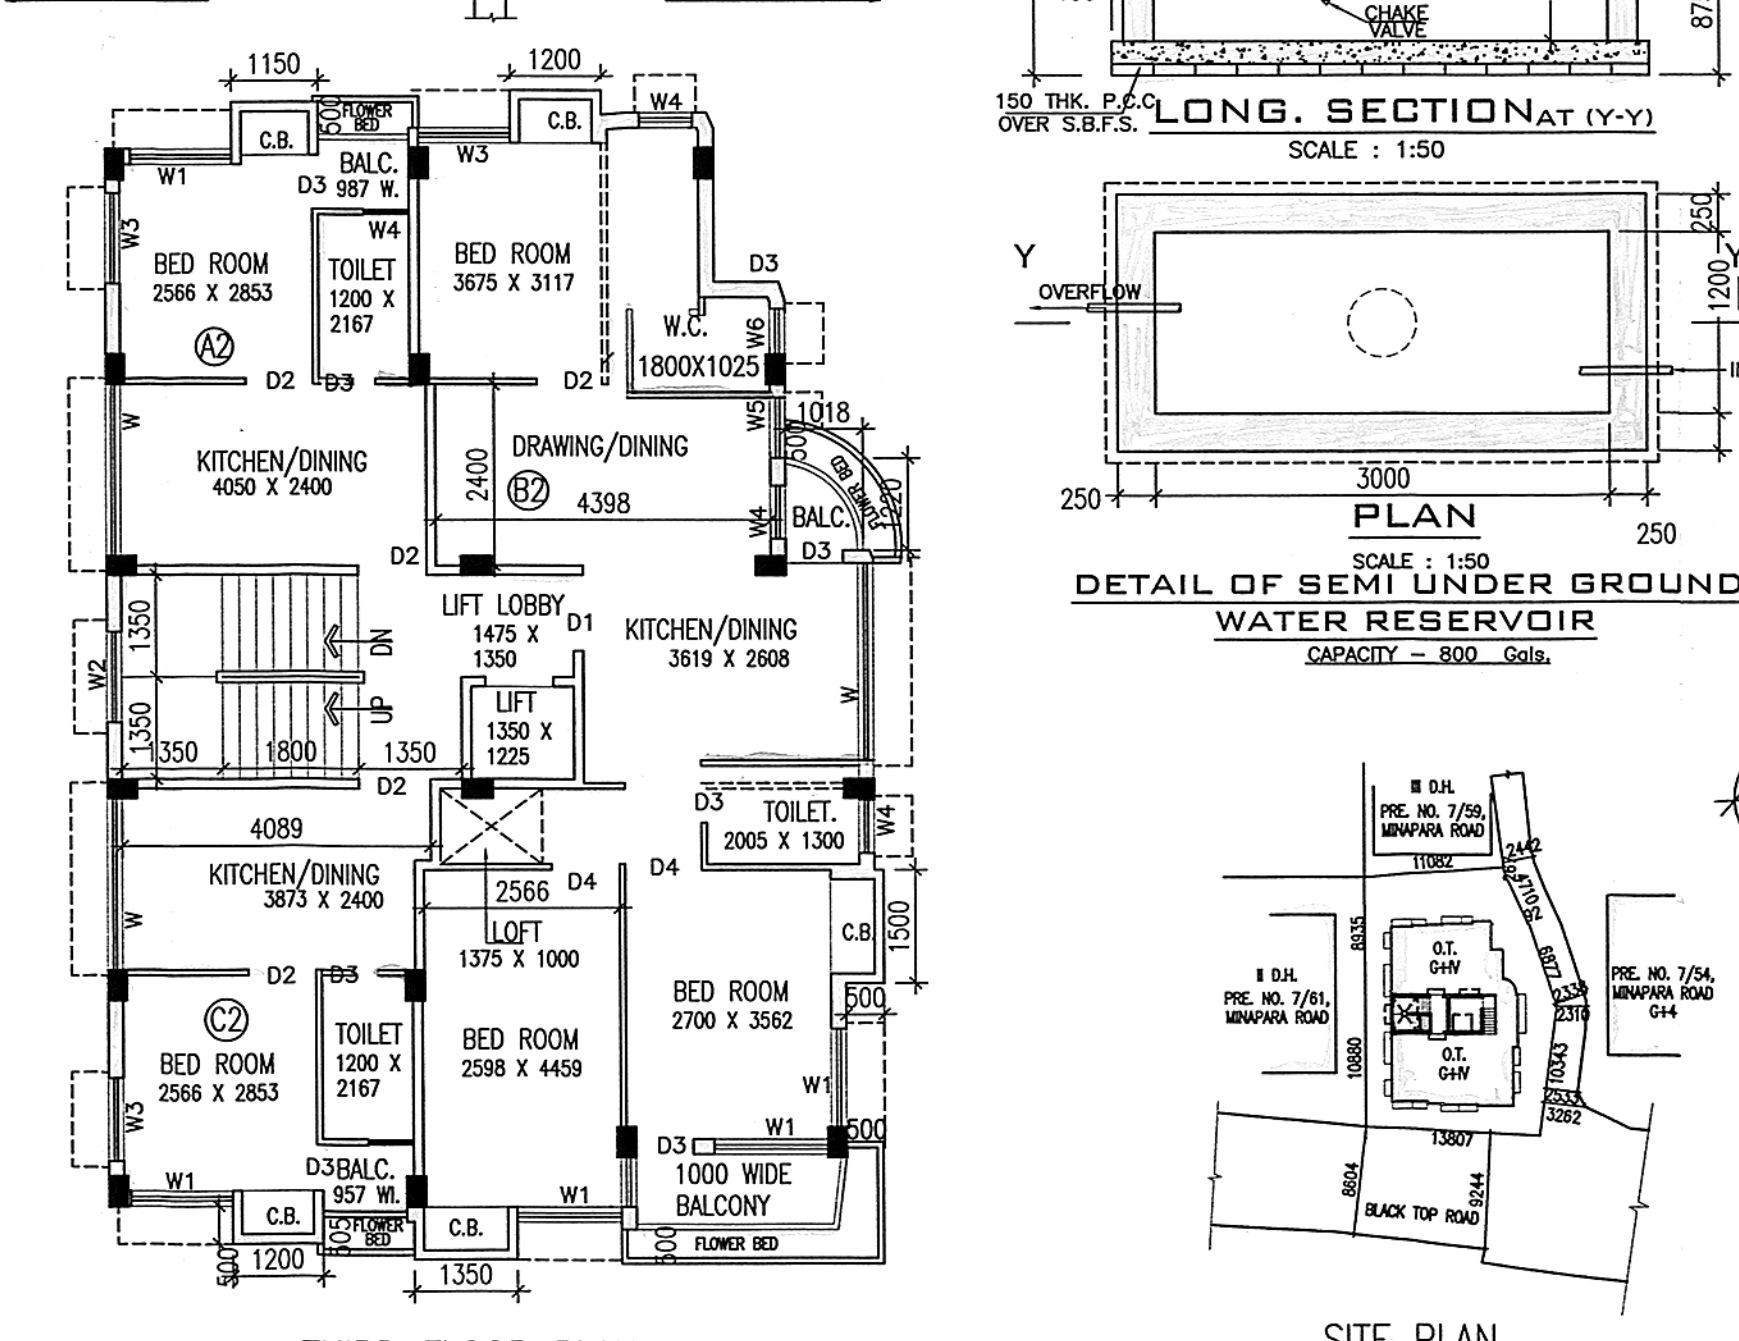 1150
1200
500
FLOWER
BED
C.B.
C.B.
W4
W1
BALC.
987 W.
W3
D3
W4
W3
BED ROOM
2566 X 2853
TOILET
1200 X
2167
BED ROOM
3675 X 3117
D3
A2
W.C.
1800X1025
W6
D2
D3
D2
W
KITCHEN/DINING
4050 X 2400
2400
DRAWING/DINING
B2
4398
W5
1018
500
FLOWER BED
W4
BALC.
D3
D2
1350
DN
LIFT LOBBY
1475 X
1350
D1
KITCHEN/DINING
3619 X 2608
W2
UP
1350
LIFT
1350 X
1225
W
1350
1800
1350
D2
D3
TOILET.
2005 X 1300
W4
4089
KITCHEN/DINING
3873 X 2400
W
2566
D4
D4
LOFT
1375 X 1000
C.B.
1500
D2
D3
C2
BED ROOM
2566 X 2853
TOILET
1200 X
2167
BED ROOM
2598 X 4459
BED ROOM
2700 X 3562
500
W3
W1
W1
500
D3
1000 WIDE
BALCONY
W1
D3
BALC.
957 WI.
W1
C.B.
505
FLOWER
BED
C.B.
500
FLOWER BED
500
1200
1350
CHAKE
VALVE
150 THK. P.C.C
OVER S.B.F.S.
LONG. SECTION AT (Y-Y)
SCALE : 1:50
250
Y
Y
OVERFLOW
1200
3000
250
250
PLAN
SCALE : 1:50
DETAIL OF SEMI UNDER GROUND
WATER RESERVOIR
CAPACITY - 800 Gals.
III D.H.
PRE. NO. 7/59,
MINAPARA ROAD
11082
2442
8935
O.T.
G+IV
6877
II D.H.
PRE. NO. 7/61,
MINAPARA ROAD
PRE. NO. 7/54,
MINAPARA ROAD
G+4
2310
10880
O.T.
G+IV
10343
2533
3262
13807
8604
9244
BLACK TOP ROAD
SITE PLAN